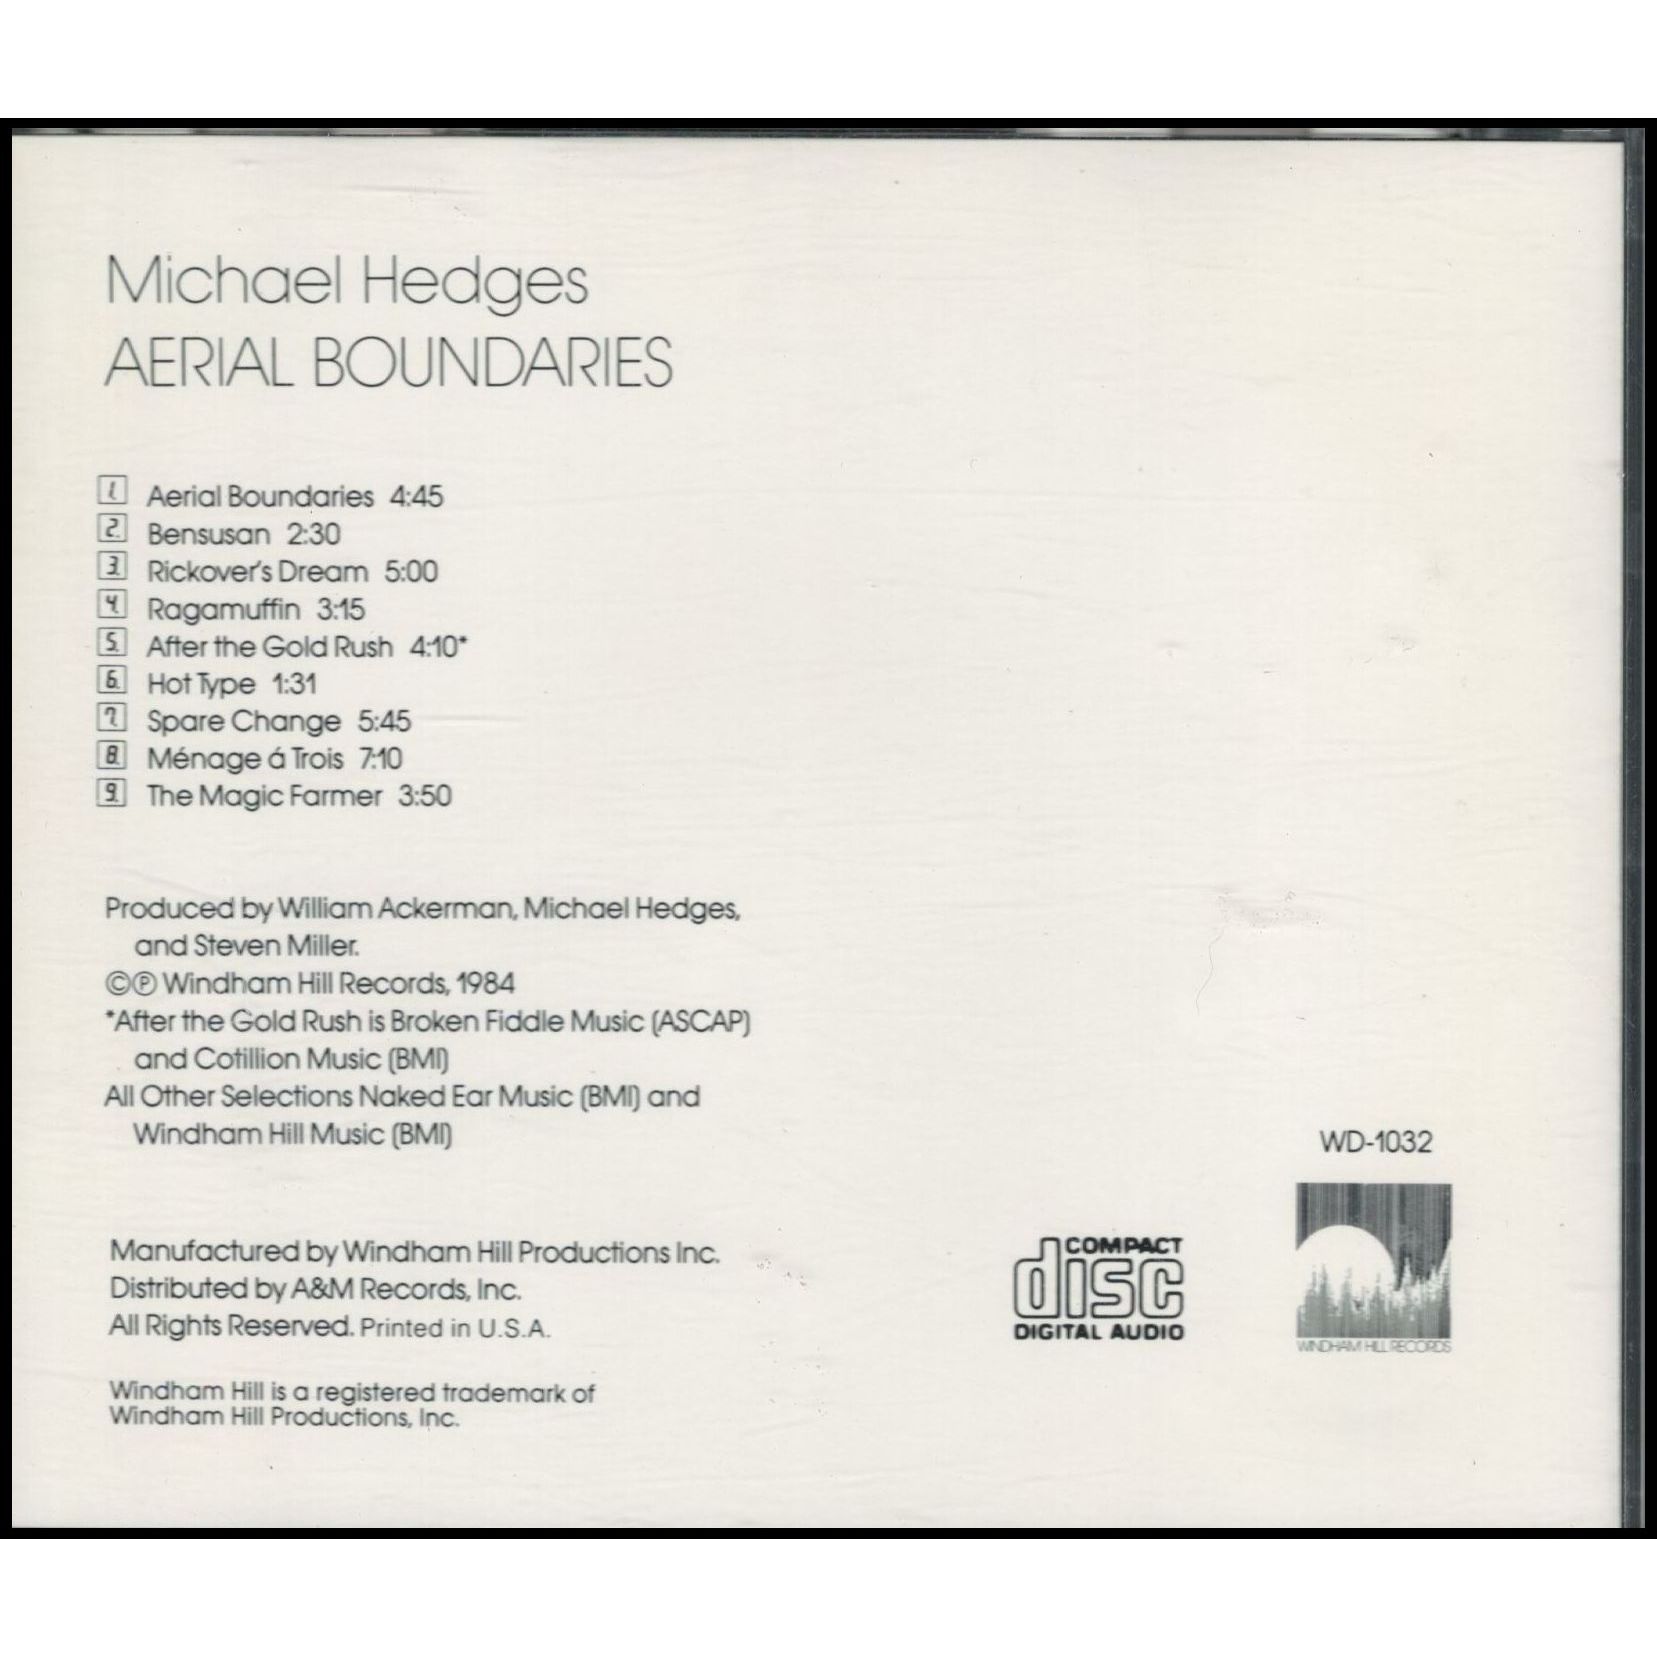 Michael Hedges
AERIAL BOUNDARIES
1. Aerial Boundaries 4:45
2. Bensusan 2:30
3. Rickover's Dream 5:00
4. Ragamuffin 3:15
5. After the Gold Rush 4:10*
6. Hot Type 1:31
7. Spare Change 5:45
8. Ménage á Trois 7:10
9. The Magic Farmer 3:50
Produced by William Ackerman, Michael Hedges,
and Steven Miller.
©℗ Windham Hill Records, 1984
*After the Gold Rush is Broken Fiddle Music (ASCAP)
and Cotillion Music (BMI)
All Other Selections Naked Ear Music (BMI) and
Windham Hill Music (BMI)
Manufactured by Windham Hill Productions Inc.
Distributed by A&M Records, Inc.
All Rights Reserved. Printed in U.S.A.
Windham Hill is a registered trademark of
Windham Hill Productions, Inc.
COMPACT
disc
DIGITAL AUDIO
WD-1032
WINDHAM HILL RECORDS